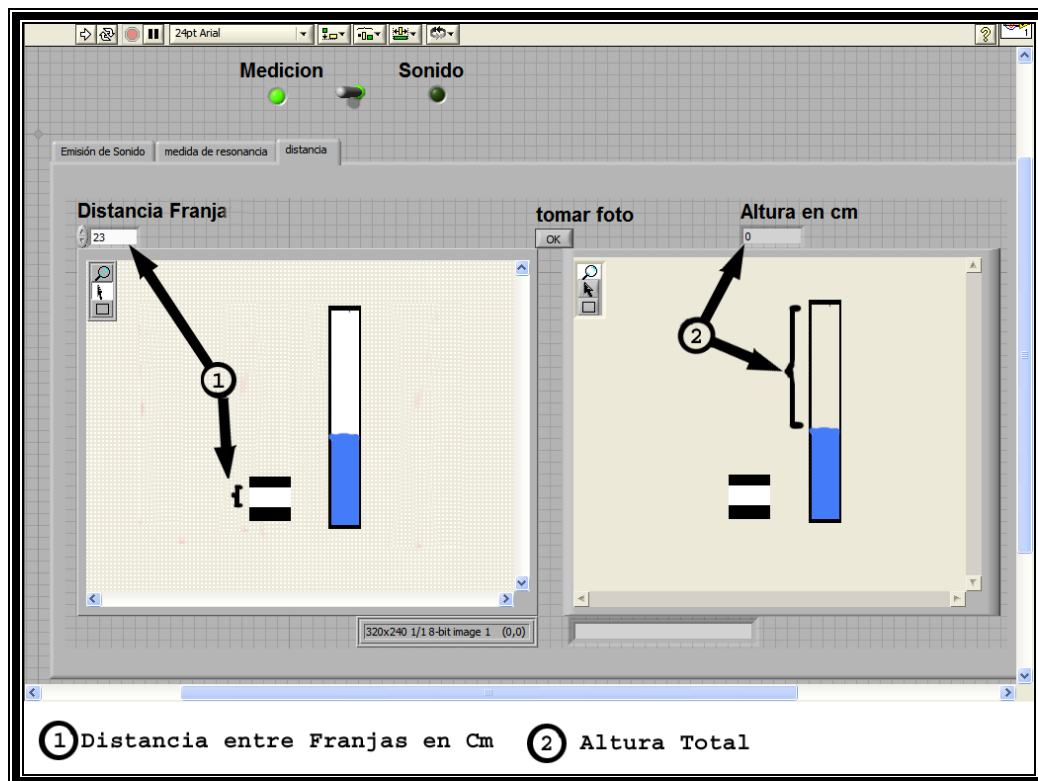 24pt Arial
? 1
Medicion Sonido
Emisión de Sonido medida de resonancia distancia
Distancia Franja tomar foto Altura en cm
23 OK 0
2
1
320x240 1/1 8-bit image 1 (0,0)
1 Distancia entre Franjas en Cm 2 Altura Total